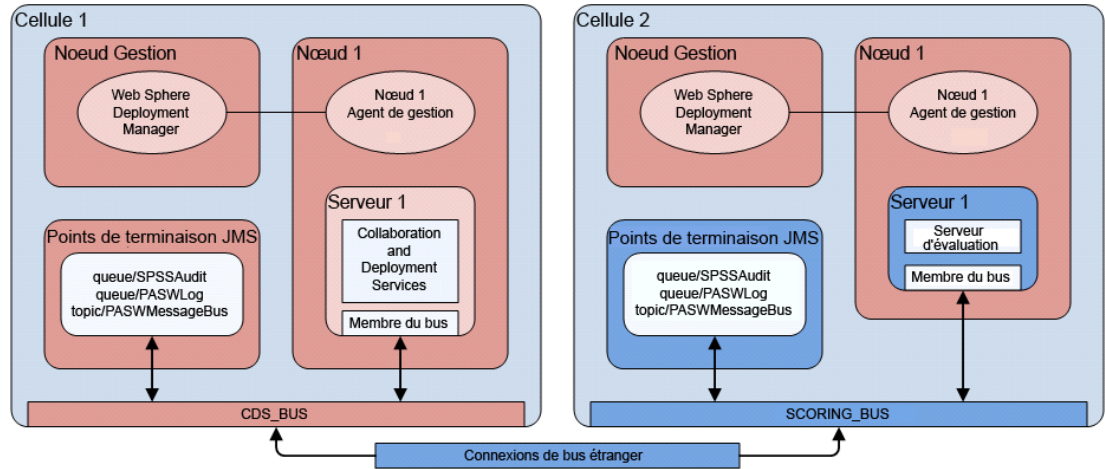 Cellule 1
Noeud Gestion
Web Sphere
Deployment
Manager
Nœud 1
Nœud 1
Agent de gestion
Serveur 1
Collaboration
and
Deployment
Services
Membre du bus
Points de terminaison JMS
queue/SPSSAudit
queue/PASWLog
topic/PASWMessageBus
CDS_BUS
Cellule 2
Noeud Gestion
Web Sphere
Deployment
Manager
Nœud 1
Nœud 1
Agent de gestion
Serveur 1
Serveur
d'évaluation
Membre du bus
Points de terminaison JMS
queue/SPSSAudit
queue/PASWLog
topic/PASWMessageBus
SCORING_BUS
Connexions de bus étranger